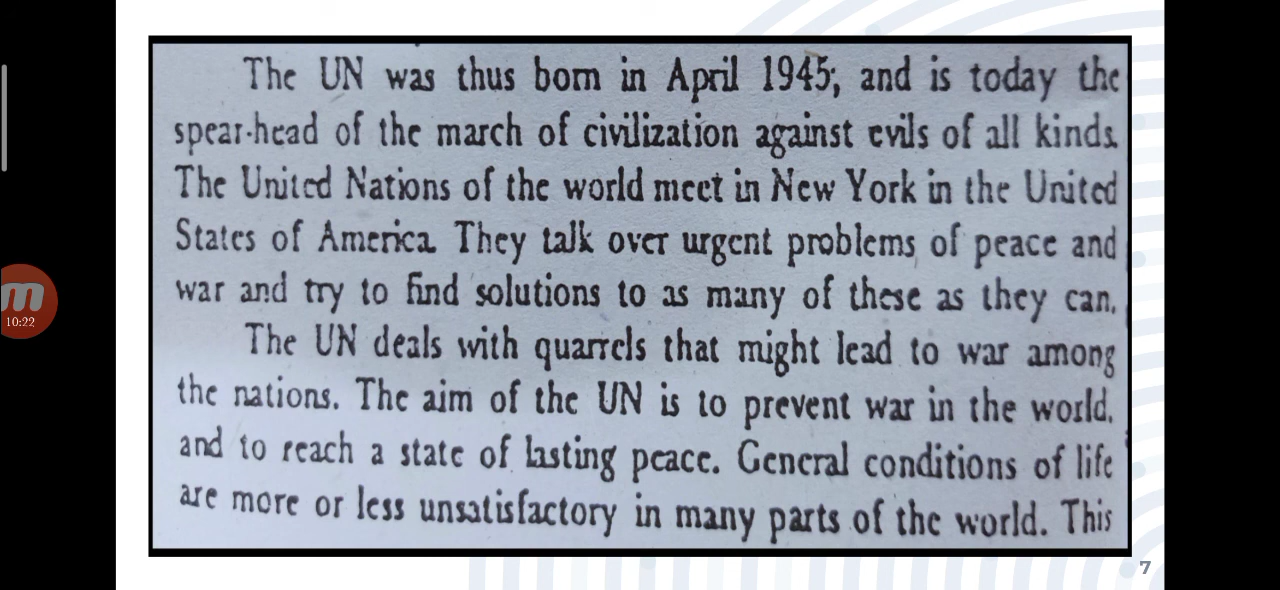 The UN was thus born in April 1945; and is today the
spear-head of the march of civilization against evils of all kinds.
The United Nations of the world meet in New York in the United
States of America. They talk over urgent problems of peace and
war and try to find solutions to as many of these as they can.
The UN deals with quarrels that might lead to war among
the nations. The aim of the UN is to prevent war in the world.
and to reach a state of lasting peace. General conditions of life
are more or less unsatisfactory in many parts of the world. This
m
10:22
7